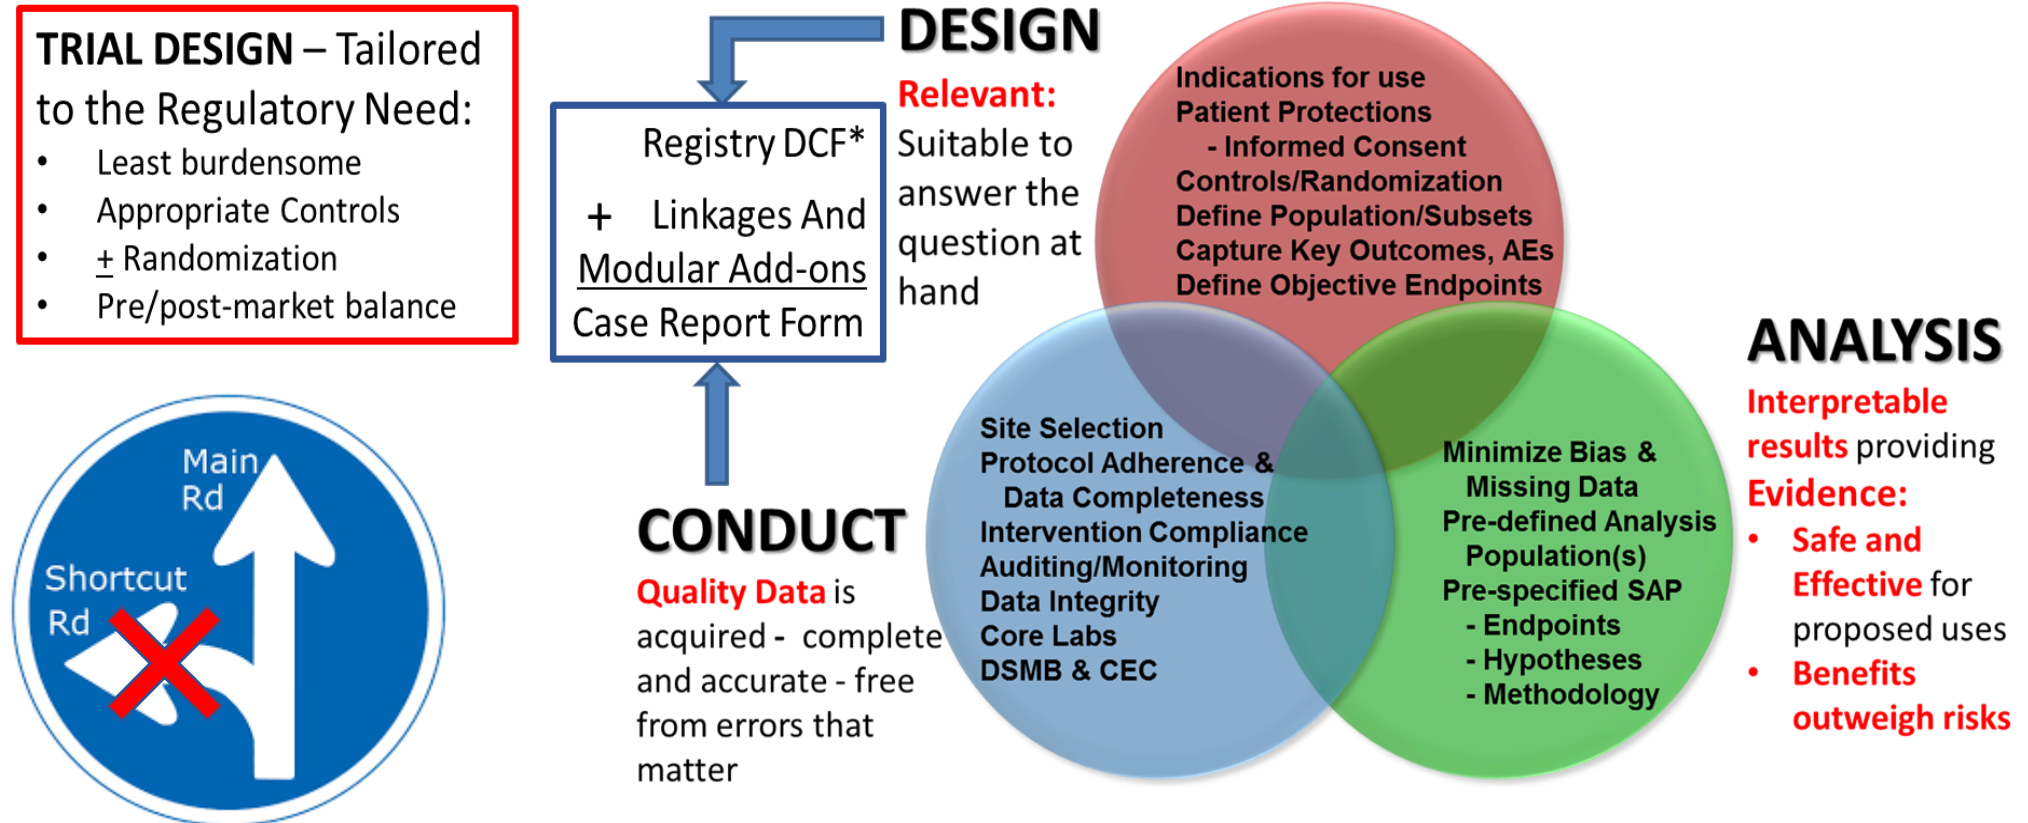 TRIAL DESIGN – Tailored
to the Regulatory Need:
• Least burdensome
• Appropriate Controls
• + Randomization
• Pre/post-market balance
Main
Rd
Shortcut
Rd
Registry DCF*
+ Linkages And
Modular Add-ons
Case Report Form
DESIGN
Relevant:
Suitable to
answer the
question at
hand
CONDUCT
Quality Data is
acquired - complete
and accurate - free
from errors that
matter
Indications for use
Patient Protections
- Informed Consent
Controls/Randomization
Define Population/Subsets
Capture Key Outcomes, AEs
Define Objective Endpoints
Site Selection
Protocol Adherence &
Data Completeness
Intervention Compliance
Auditing/Monitoring
Data Integrity
Core Labs
DSMB & CEC
Minimize Bias &
Missing Data
Pre-defined Analysis
Population(s)
Pre-specified SAP
- Endpoints
- Hypotheses
- Methodology
ANALYSIS
Interpretable
results providing
Evidence:
• Safe and
Effective for
proposed uses
• Benefits
outweigh risks